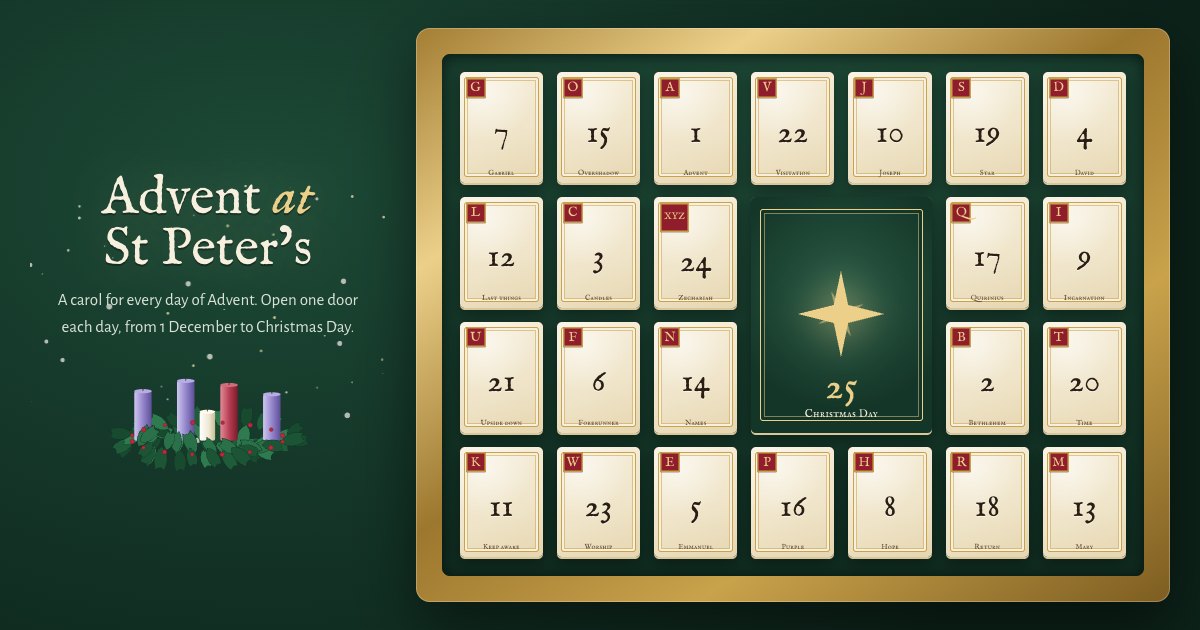 Advent at
St Peter's
A carol for every day of Advent. Open one door
each day, from 1 December to Christmas Day.
G
7
Gabriel
O
15
Overshadow
A
1
Advent
V
22
Visitation
J
10
Joseph
S
19
Star
D
4
David
L
12
Last things
C
3
Candles
XYZ
24
Zechariah
25
Christmas Day
Q
17
Quirinius
I
9
Incarnation
U
21
Upside down
F
6
Forerunner
N
14
Names
B
2
Bethlehem
T
20
Time
K
11
Keep awake
W
23
Worship
E
5
Emmanuel
P
16
Purple
H
8
Hope
R
18
Return
M
13
Mary